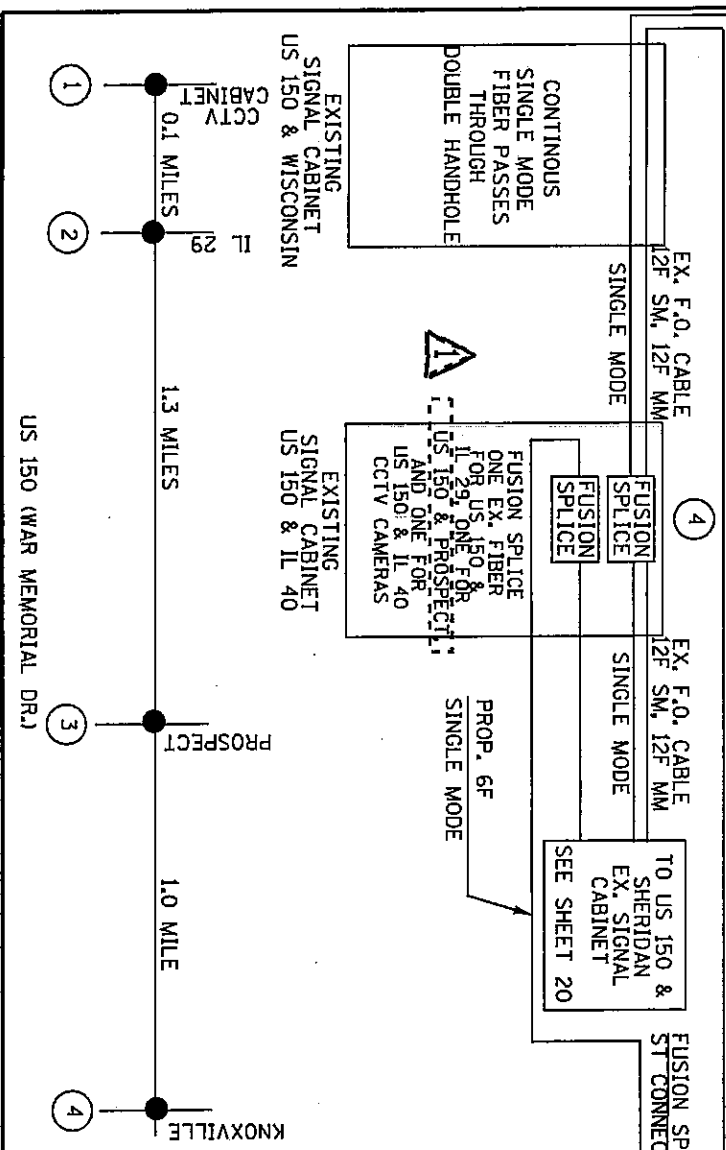 CONTINOUS
SINGLE MODE
FIBER PASSES
THROUGH
DOUBLE HANDHOLE
EXISTING
SIGNAL CABINET
US 150 & WISCONSIN
EX. F.O. CABLE
12F SM, 12F MM
SINGLE MODE
4
FUSION
SPLICE
FUSION
SPLICE
FUSION SPLICE
ONE EX. FIBER
FOR US 150 &
IL 29, ONE FOR
US 150 & PROSPECT
AND ONE FOR
US 150 & IL 40
CCTV CAMERAS
1
EXISTING
SIGNAL CABINET
US 150 & IL 40
EX. F.O. CABLE
12F SM, 12F MM
SINGLE MODE
PROP. 6F
SINGLE MODE
TO US 150 &
SHERIDAN
EX. SIGNAL
CABINET
SEE SHEET 20
FUSION SP
ST CONNEC
CCTV
CABINET
1
0.1 MILES
IL 29
2
1.3 MILES
PROSPECT
3
1.0 MILE
KNOXVILLE
4
US 150 (WAR MEMORIAL DR.)